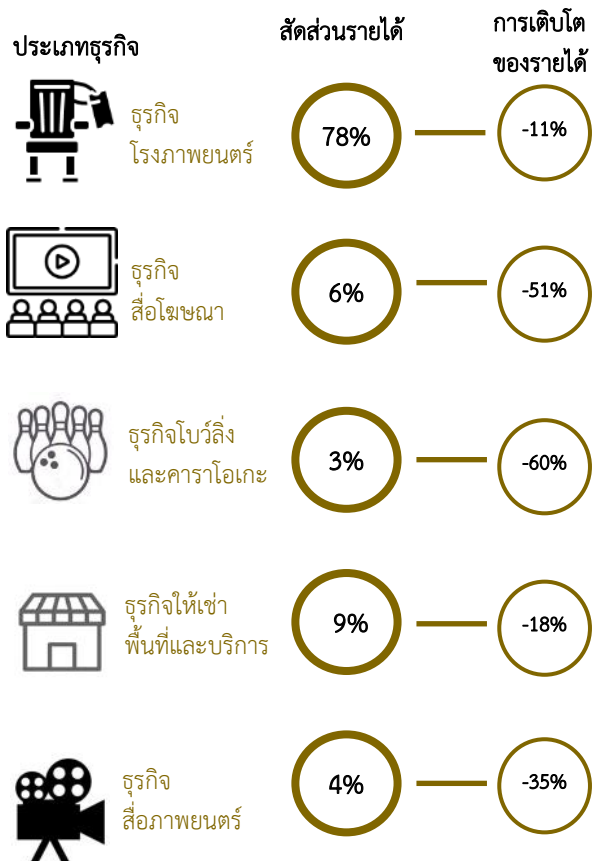 ประเภทธุรกิจ
สัดส่วนรายได้
การเติบโต
ของรายได้
ธุรกิจ
โรงภาพยนตร์
78%
-11%
ธุรกิจ
สื่อโฆษณา
6%
-51%
ธุรกิจโบว์ลิ่ง
และคาราโอเกะ
3%
-60%
ธุรกิจให้เช่า
พื้นที่และบริการ
9%
-18%
ธุรกิจ
สื่อภาพยนตร์
4%
-35%